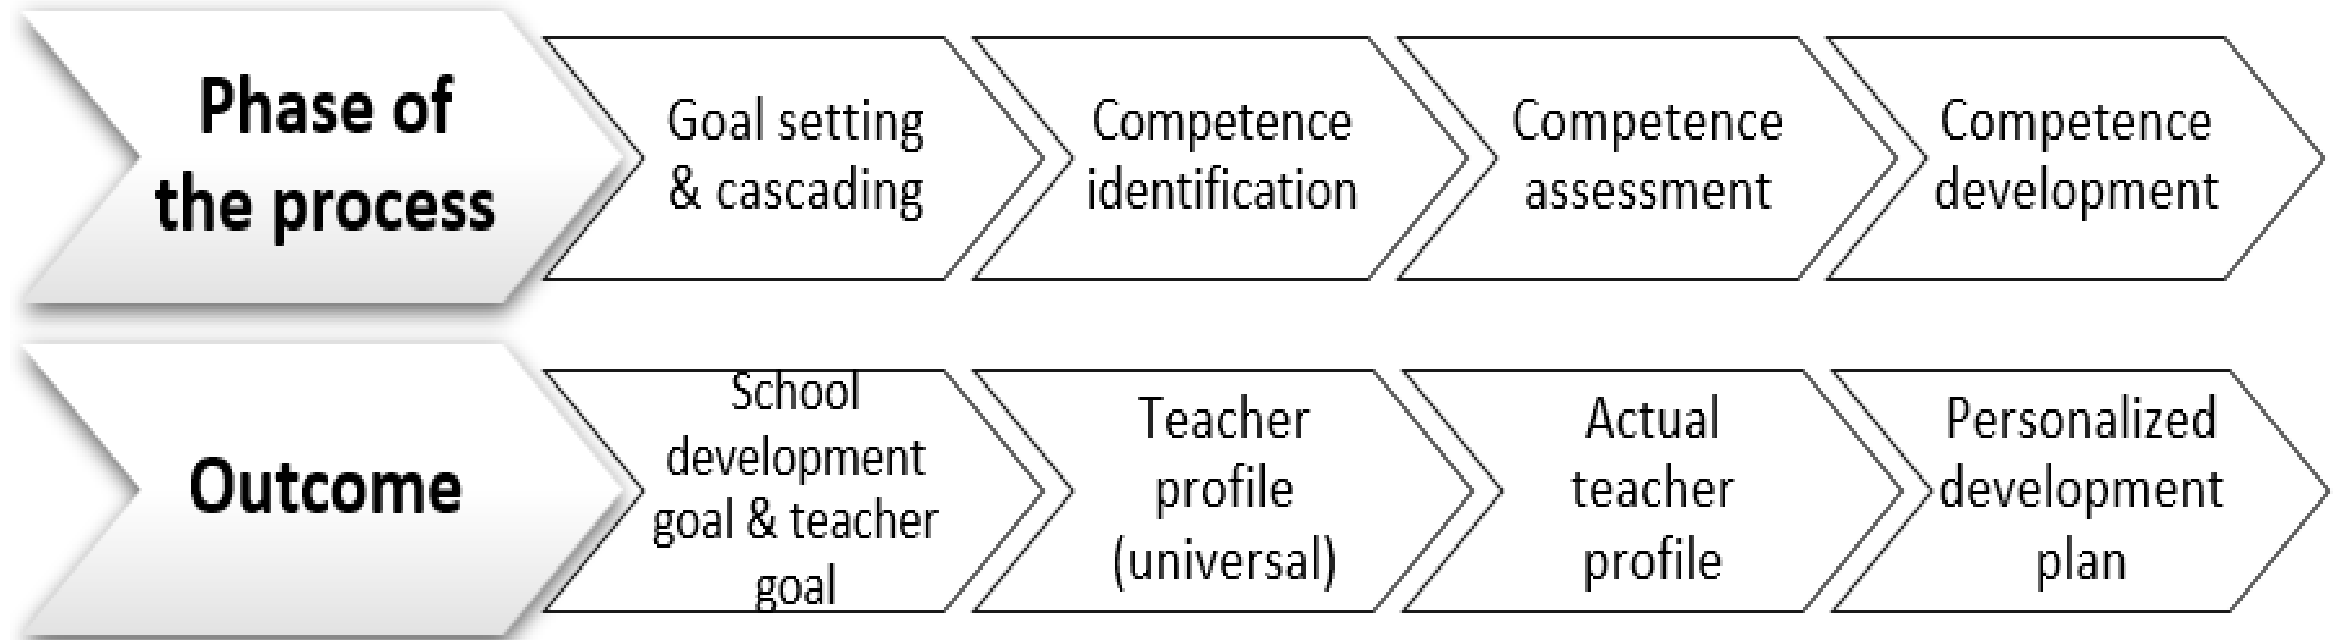 Phase of
the process
Goal setting
& cascading
Competence
identification
Competence
assessment
Competence
development
Outcome
School
development
goal & teacher
goal
Teacher
profile
(universal)
Actual
teacher
profile
Personalized
development
plan